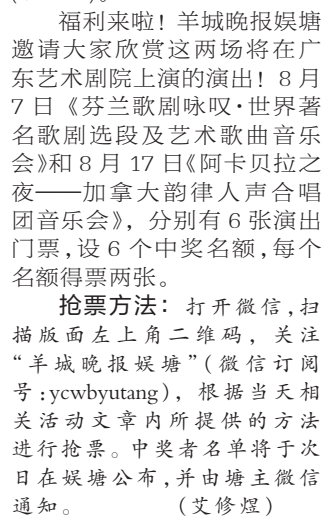 福利来啦！羊城晚报娱塘
邀请大家欣赏这两场将在广
东艺术剧院上演的演出！8月
7日《芬兰歌剧咏叹·世界著
名歌剧选段及艺术歌曲音乐
会》和8月17日《阿卡贝拉之
夜——加拿大韵律人声合唱
团音乐会》，分别有6张演出
门票，设6个中奖名额，每个
名额得票两张。
抢票方法：打开微信，扫
描版面左上角二维码，关注
“羊城晚报娱塘”（微信订阅
号：ycwbyutang），根据当天相
关活动文章内所提供的方法
进行抢票。中奖者名单将于次
日在娱塘公布，并由塘主微信
通知。（艾修煜）